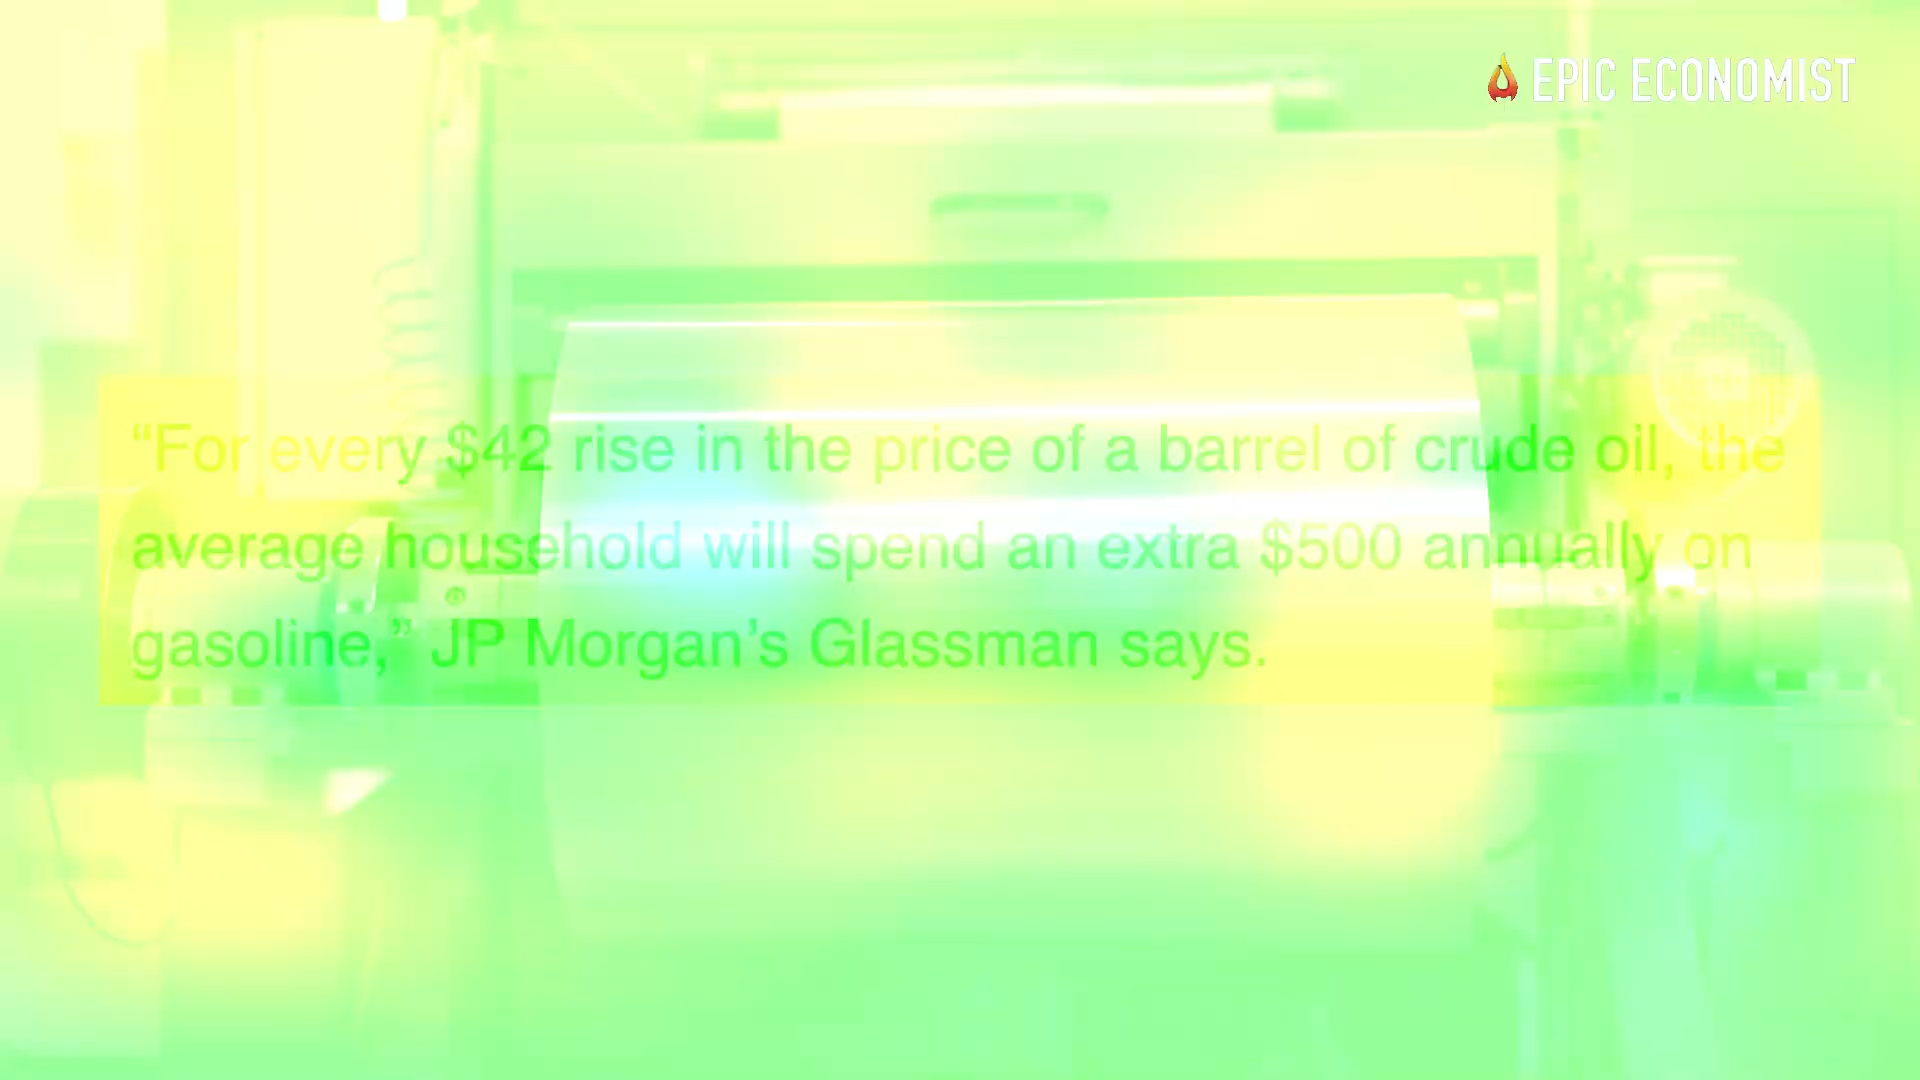 EPIC ECONOMIST
“For every $42 rise in the price of a barrel of crude oil, the
average household will spend an extra $500 annually on
gasoline,” JP Morgan’s Glassman says.